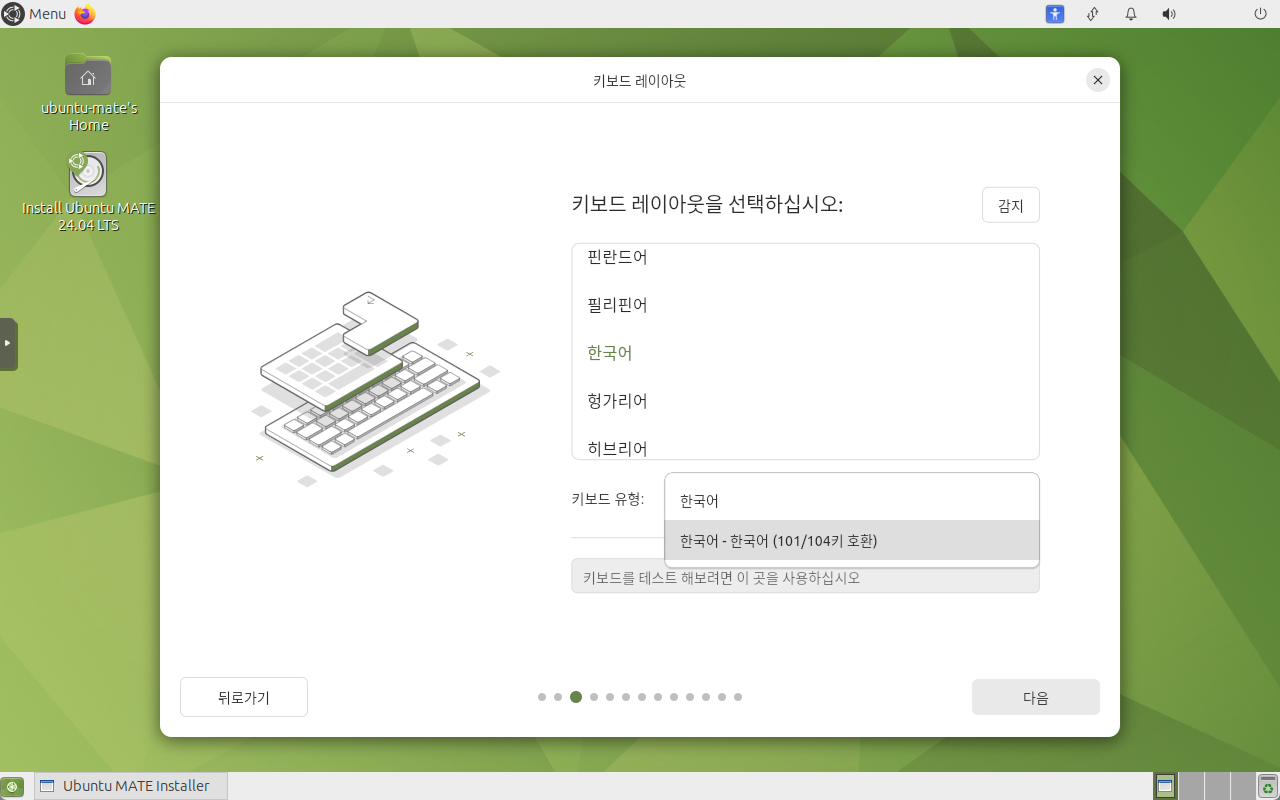 Menu
ubuntu-mate's
Home
Install Ubuntu MATE
24.04 LTS
키보드 레이아웃
키보드 레이아웃을 선택하십시오:
감지
핀란드어
필리핀어
한국어
헝가리어
히브리어
키보드 유형:
한국어
한국어 - 한국어 (101/104키 호환)
키보드를 테스트 해보려면 이 곳을 사용하십시오
뒤로가기
다음
Ubuntu MATE Installer